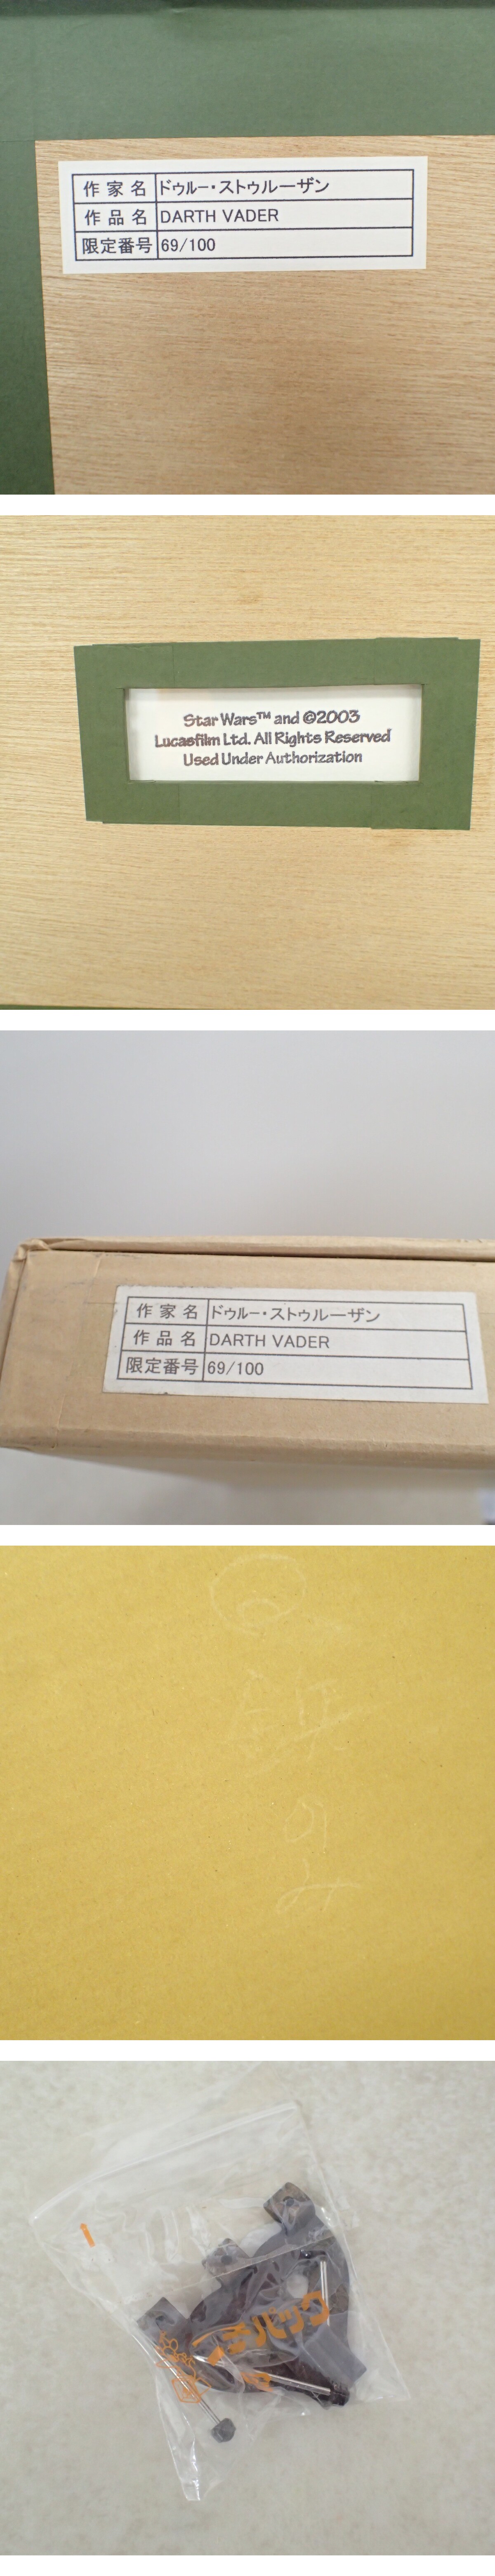 作家名 ドゥルー・ストゥルーザン
作品名 DARTH VADER
限定番号 69/100
Star Wars™ and ©2003
Lucasfilm Ltd. All Rights Reserved
Used Under Authorization
作家名 ドゥルー・ストゥルーザン
作品名 DARTH VADER
限定番号 69/100
のみ